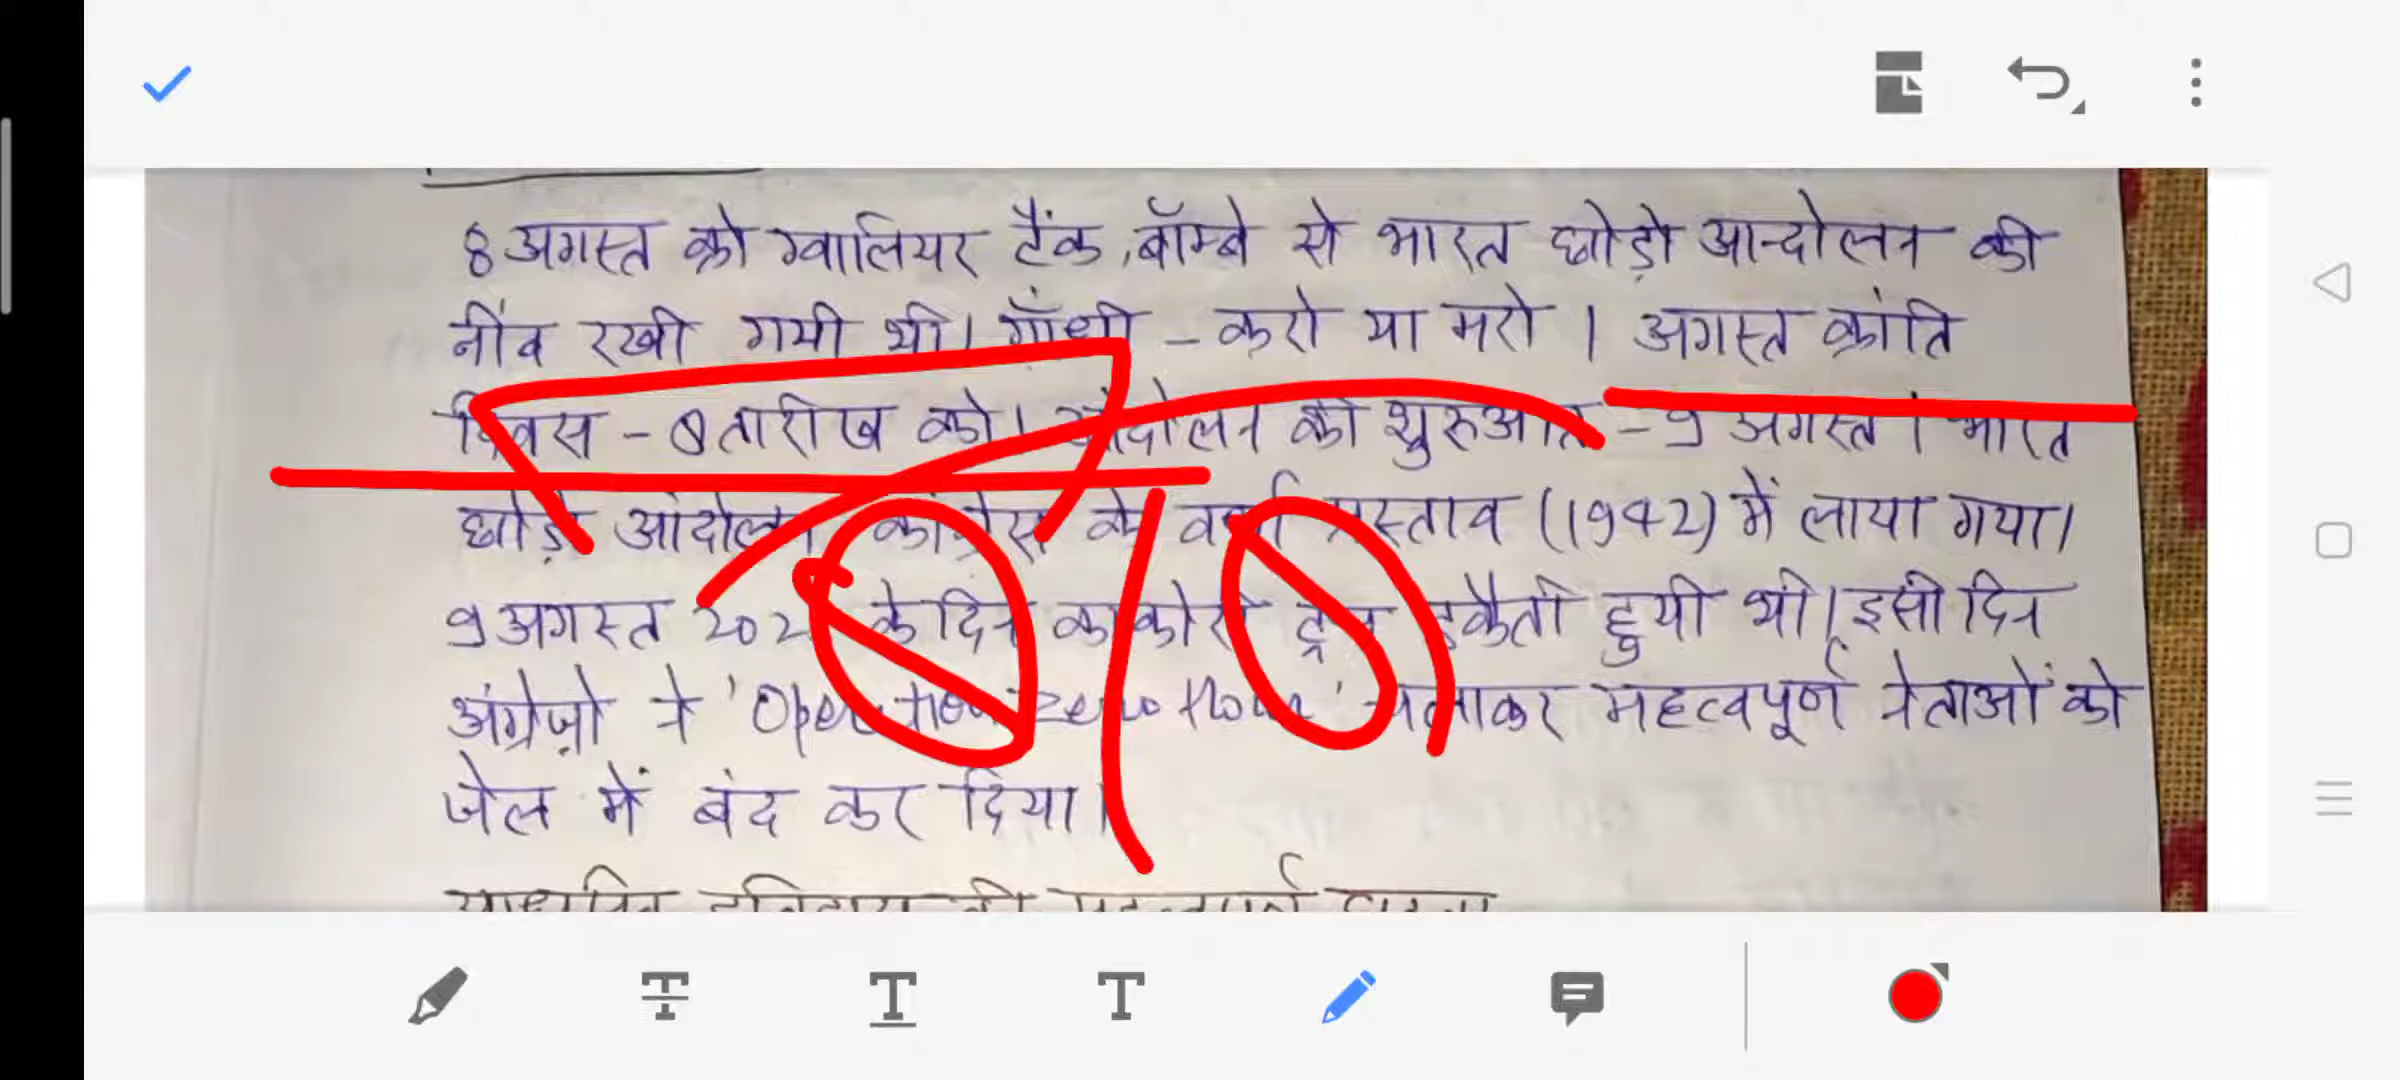 8 अगस्त को ग्वालियर टैंक, बॉम्बे से भारत छोड़ो आन्दोलन की
नींव रखी गयी थी। गाँधी - करो या मरो । अगस्त क्रांति
दिवस - 8 तारीख को। आंदोलन की शुरुआत - 9 अगस्त । भारत
छोड़ो आंदोलन कांग्रेस के वर्धा प्रस्ताव (1942) में लाया गया।
9 अगस्त के दिन काकोरी ट्रेन डकैती हुयी थी। इसी दिन
अंग्रेज़ो ने 'Operation zero hour' चलाकर महत्वपूर्ण नेताओं को
जेल में बंद कर दिया।